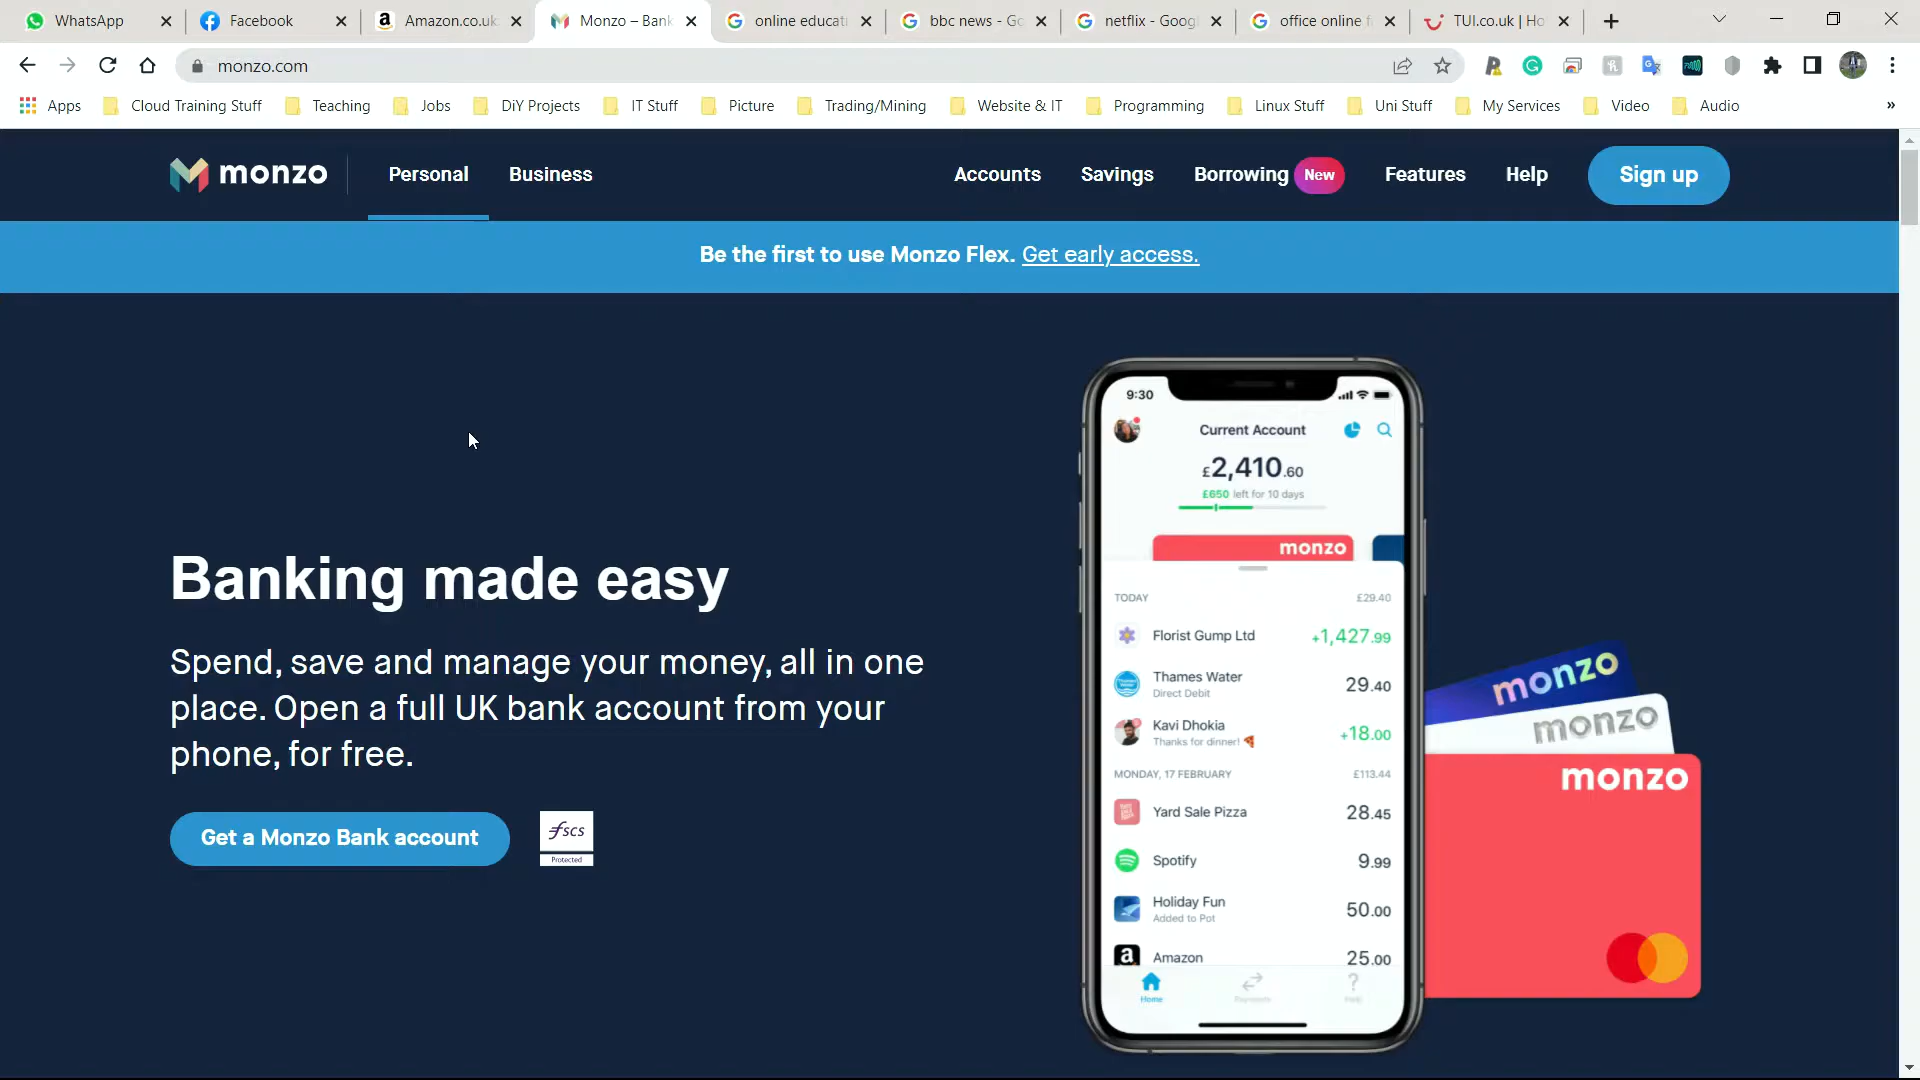 WhatsApp
Facebook
Amazon.co.uk
Monzo – Bank
online educati
bbc news - Go
netflix - Googl
office online f
TUI.co.uk | Ho
monzo.com
Apps
Cloud Training Stuff
Teaching
Jobs
DiY Projects
IT Stuff
Picture
Trading/Mining
Website & IT
Programming
Linux Stuff
Uni Stuff
My Services
Video
Audio
»
monzo
Personal
Business
Accounts
Savings
Borrowing New
Features
Help
Sign up
Be the first to use Monzo Flex. Get early access.
Banking made easy
Spend, save and manage your money, all in one
place. Open a full UK bank account from your
phone, for free.
Get a Monzo Bank account
fscs
Protected
9:30
Current Account
£2,410.60
£650 left for 10 days
monzo
TODAY £29.40
Florist Gump Ltd +1,427.99
Thames Water 29.40
Direct Debit
Kavi Dhokia +18.00
Thanks for dinner! 🍕
MONDAY, 17 FEBRUARY £113.44
Yard Sale Pizza 28.45
Spotify 9.99
Holiday Fun 50.00
Added to Pot
Amazon 25.00
Home
Payments
Help
monzo
monzo
monzo